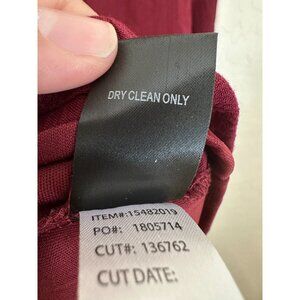 DRY CLEAN ONLY
ITEM#: 15482019
PO#: 1805714
CUT#: 136762
CUT DATE: